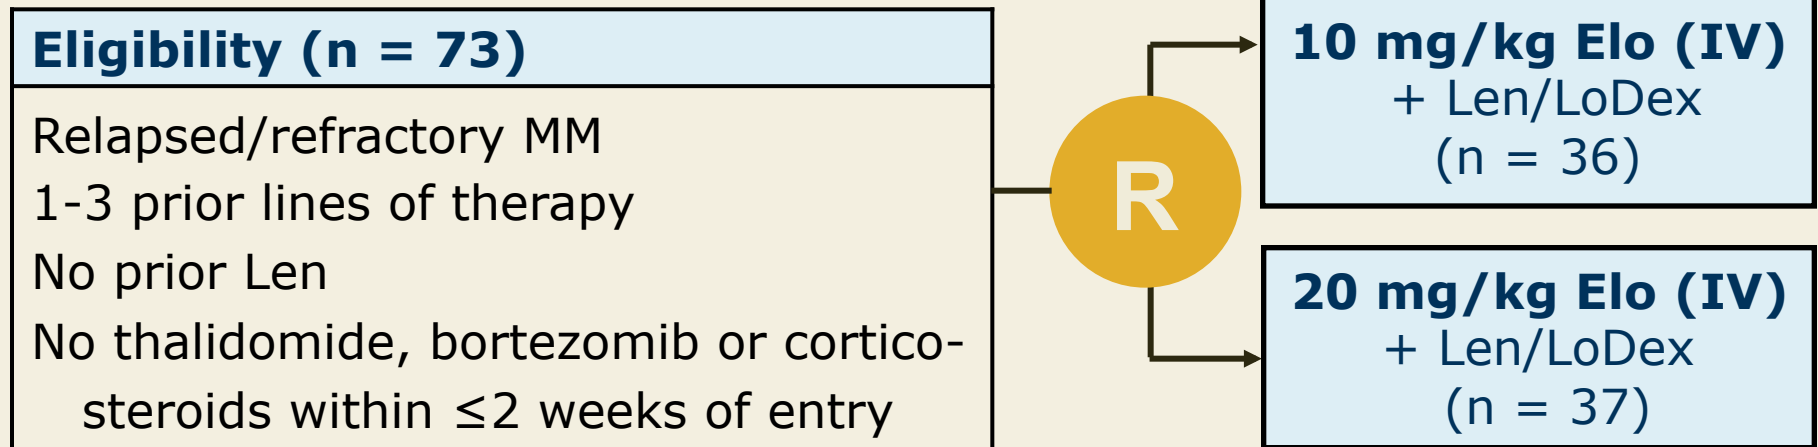 Eligibility (n = 73)
Relapsed/refractory MM
1-3 prior lines of therapy
No prior Len
No thalidomide, bortezomib or cortico-
steroids within ≤2 weeks of entry
R
10 mg/kg Elo (IV)
+ Len/LoDex
(n = 36)
20 mg/kg Elo (IV)
+ Len/LoDex
(n = 37)